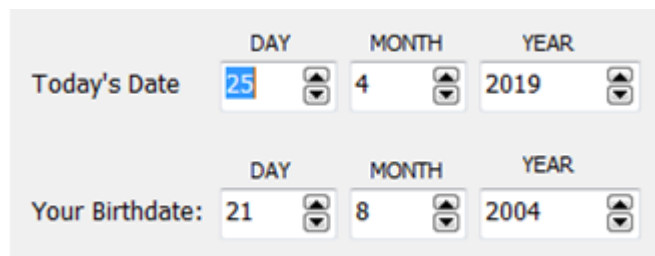 DAY MONTH YEAR
Today's Date 25 4 2019
DAY MONTH YEAR
Your Birthdate: 21 8 2004